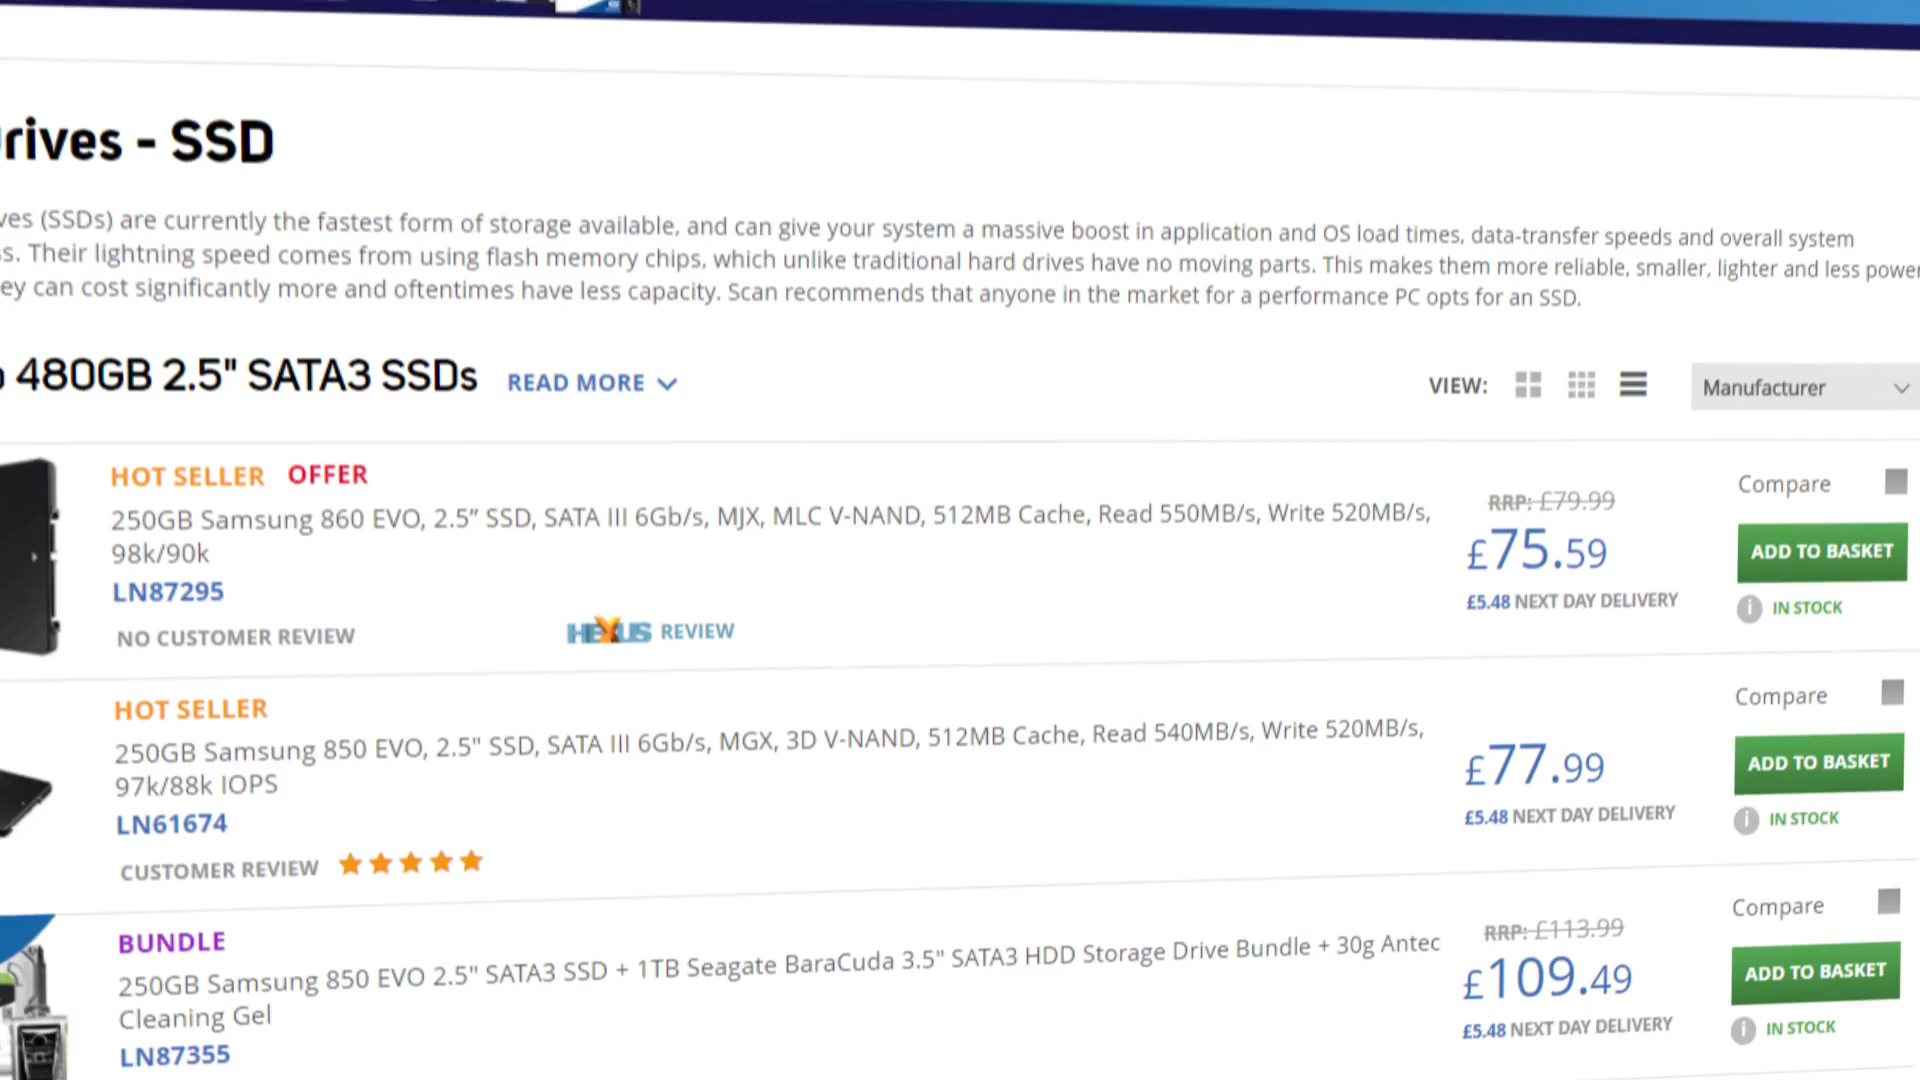 rives - SSD
ves (SSDs) are currently the fastest form of storage available, and can give your system a massive boost in application and OS load times, data-transfer speeds and overall system
s. Their lightning speed comes from using flash memory chips, which unlike traditional hard drives have no moving parts. This makes them more reliable, smaller, lighter and less power
ey can cost significantly more and oftentimes have less capacity. Scan recommends that anyone in the market for a performance PC opts for an SSD.
480GB 2.5" SATA3 SSDs READ MORE
VIEW:
Manufacturer
HOT SELLER OFFER
250GB Samsung 860 EVO, 2.5” SSD, SATA III 6Gb/s, MJX, MLC V-NAND, 512MB Cache, Read 550MB/s, Write 520MB/s,
98k/90k
LN87295
NO CUSTOMER REVIEW
HEXUS REVIEW
RRP: £79.99
£75.59
£5.48 NEXT DAY DELIVERY
Compare
ADD TO BASKET
i IN STOCK
HOT SELLER
250GB Samsung 850 EVO, 2.5" SSD, SATA III 6Gb/s, MGX, 3D V-NAND, 512MB Cache, Read 540MB/s, Write 520MB/s,
97k/88k IOPS
LN61674
CUSTOMER REVIEW
£77.99
£5.48 NEXT DAY DELIVERY
Compare
ADD TO BASKET
i IN STOCK
BUNDLE
250GB Samsung 850 EVO 2.5" SATA3 SSD + 1TB Seagate BaraCuda 3.5" SATA3 HDD Storage Drive Bundle + 30g Antec
Cleaning Gel
LN87355
RRP: £113.99
£109.49
£5.48 NEXT DAY DELIVERY
Compare
ADD TO BASKET
i IN STOCK